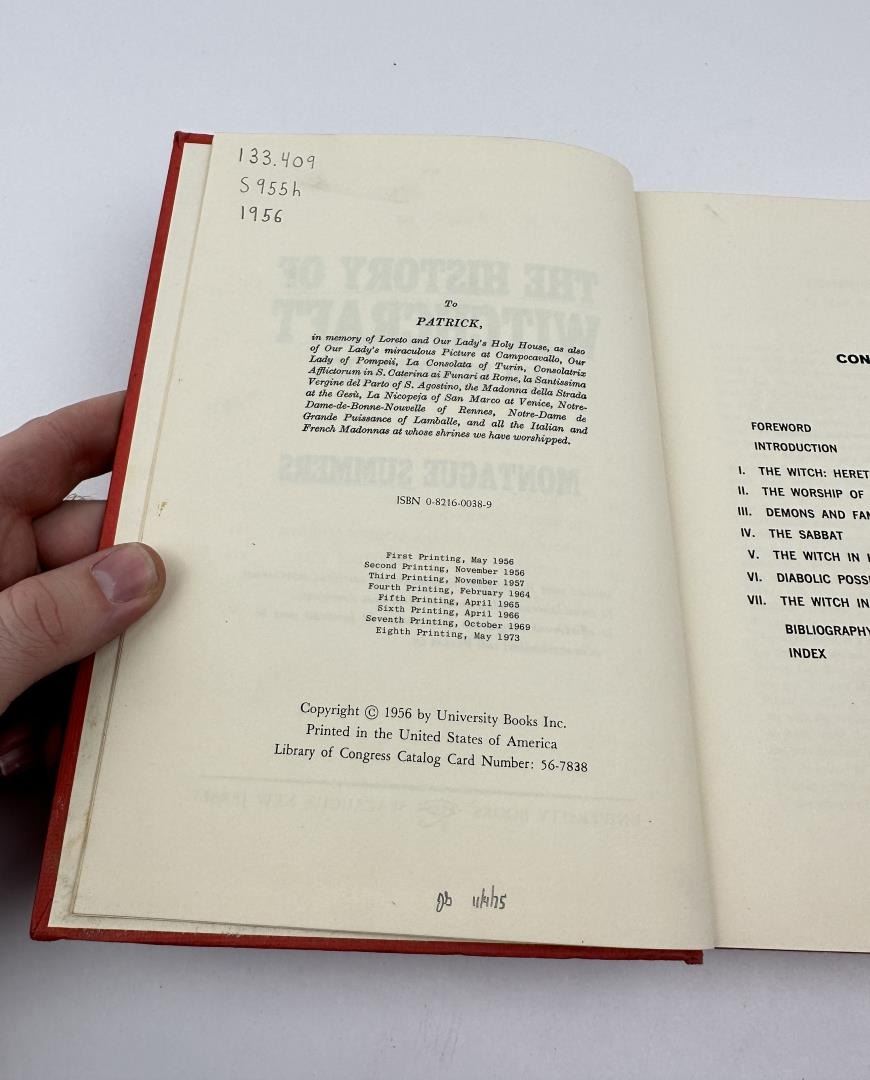 133.409
S955h
1956
To
PATRICK,
in memory of Loreto and Our Lady's Holy House, as also
of Our Lady's miraculous Picture at Campocavallo, Our
Lady of Pompeii, La Consolata of Turin, Consolatrix
Afflictorum in S. Caterina ai Funari at Rome, la Santissima
Vergine del Parto of S. Agostino, the Madonna della Strada
at the Gesù, La Nicopeja of San Marco at Venice, Notre-
Dame-de-Bonne-Nouvelle of Rennes, Notre-Dame de
Grande Puissance of Lamballe, and all the Italian and
French Madonnas at whose shrines we have worshipped.
ISBN 0-8216-0038-9
First Printing, May 1956
Second Printing, November 1956
Third Printing, November 1957
Fourth Printing, February 1964
Fifth Printing, April 1965
Sixth Printing, April 1966
Seventh Printing, October 1969
Eighth Printing, May 1973
Copyright © 1956 by University Books Inc.
Printed in the United States of America
Library of Congress Catalog Card Number: 56-7838
THE HISTORY OF
WITCHCRAFT
MONTAGUE SUMMERS
CON
FOREWORD
INTRODUCTION
I. THE WITCH: HERET
II. THE WORSHIP OF
III. DEMONS AND FAM
IV. THE SABBAT
V. THE WITCH IN
VI. DIABOLIC POSS
VII. THE WITCH IN
BIBLIOGRAPHY
INDEX